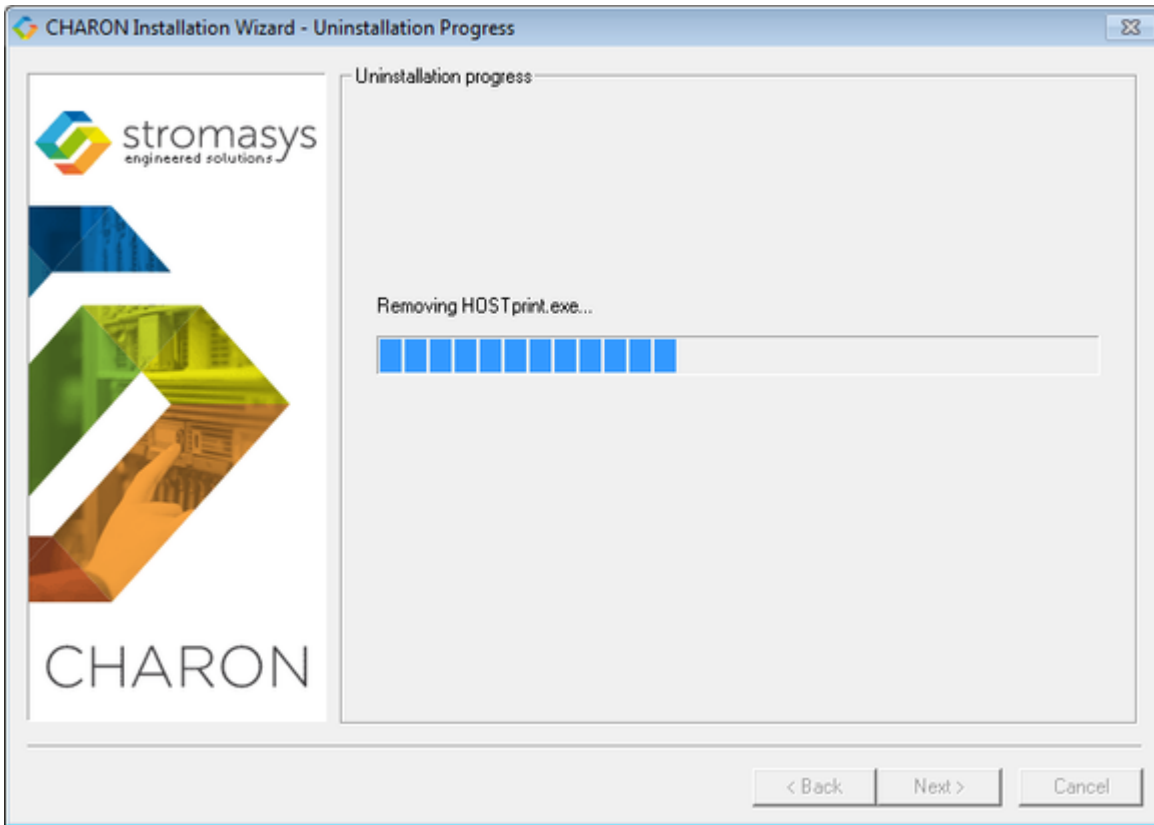 CHARON Installation Wizard - Uninstallation Progress
stromasys
engineered solutions
CHARON
Uninstallation progress
Removing HOSTprint.exe...
< Back
Next >
Cancel